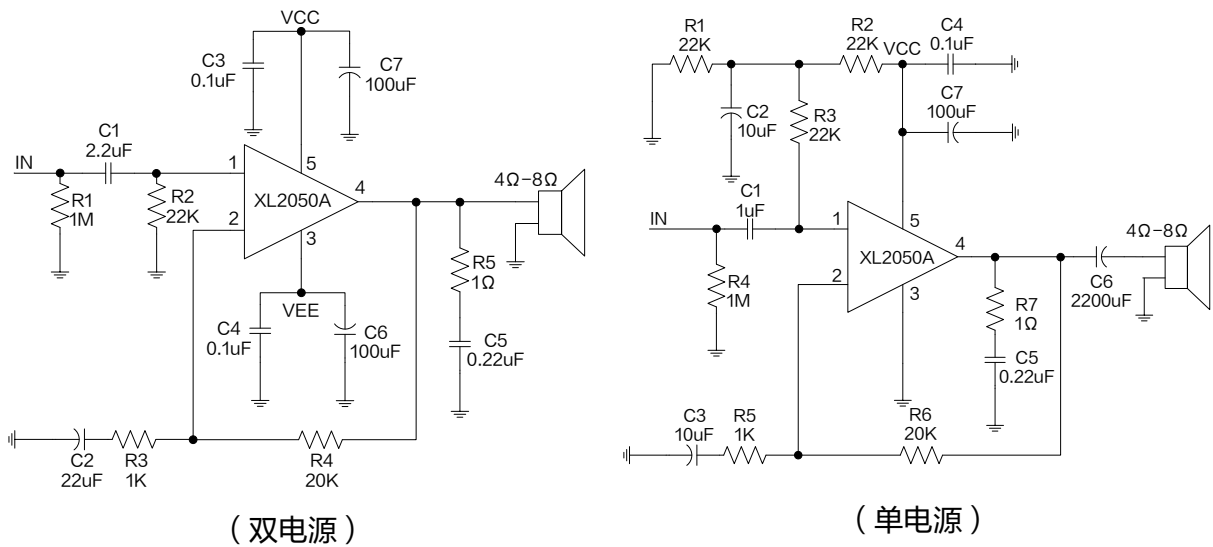 VCC
C3
0.1uF
C7
100uF
C1
2.2uF
IN
R1
1M
R2
22K
1
2
5
XL2050A
3
4
4Ω-8Ω
R5
1Ω
VEE
C4
0.1uF
C6
100uF
C5
0.22uF
C2
22uF
R3
1K
R4
20K
（双电源）
R1
22K
R2
22K
VCC
C4
0.1uF
C2
10uF
R3
22K
C7
100uF
C1
1uF
IN
R4
1M
1
2
5
XL2050A
3
4
4Ω-8Ω
C6
2200uF
R7
1Ω
C5
0.22uF
C3
10uF
R5
1K
R6
20K
（单电源）